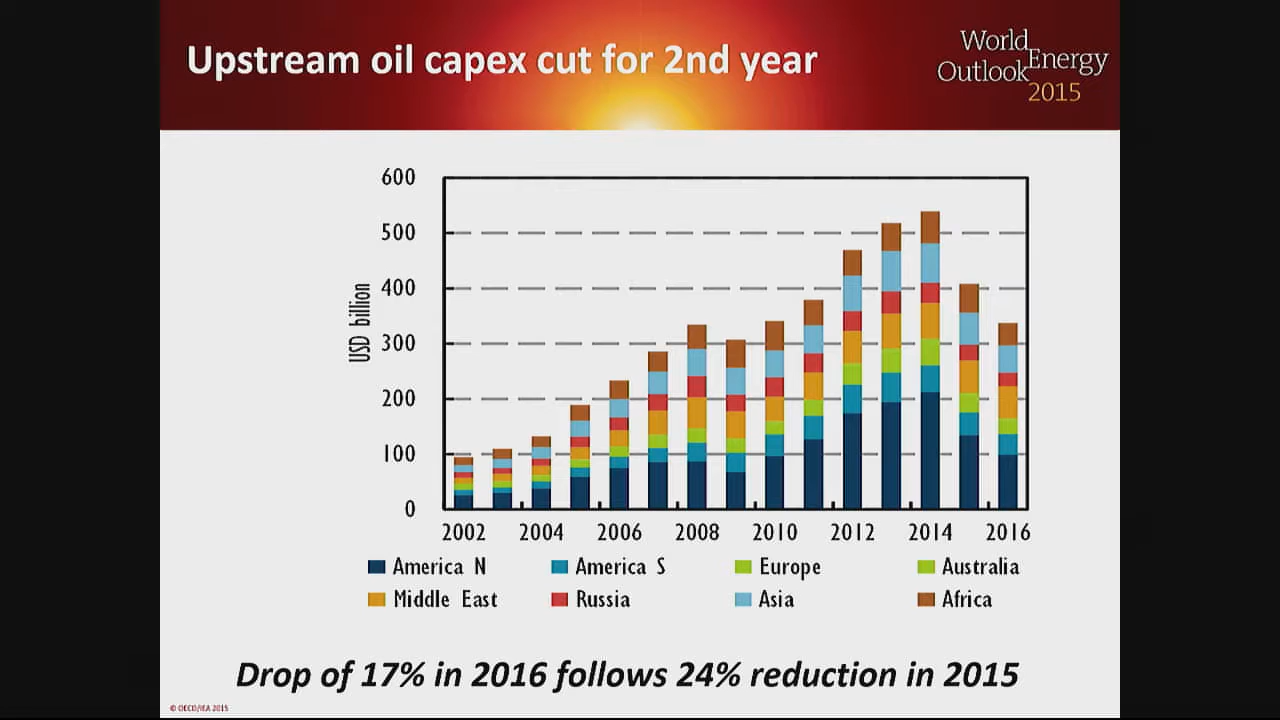 Upstream oil capex cut for 2nd year
World
Energy
Outlook
2015
600
500
400
300
200
100
0
USD billion
2002 2004 2006 2008 2010 2012 2014 2016
America N America S Europe Australia
Middle East Russia Asia Africa
Drop of 17% in 2016 follows 24% reduction in 2015
© OECD/IEA 2015